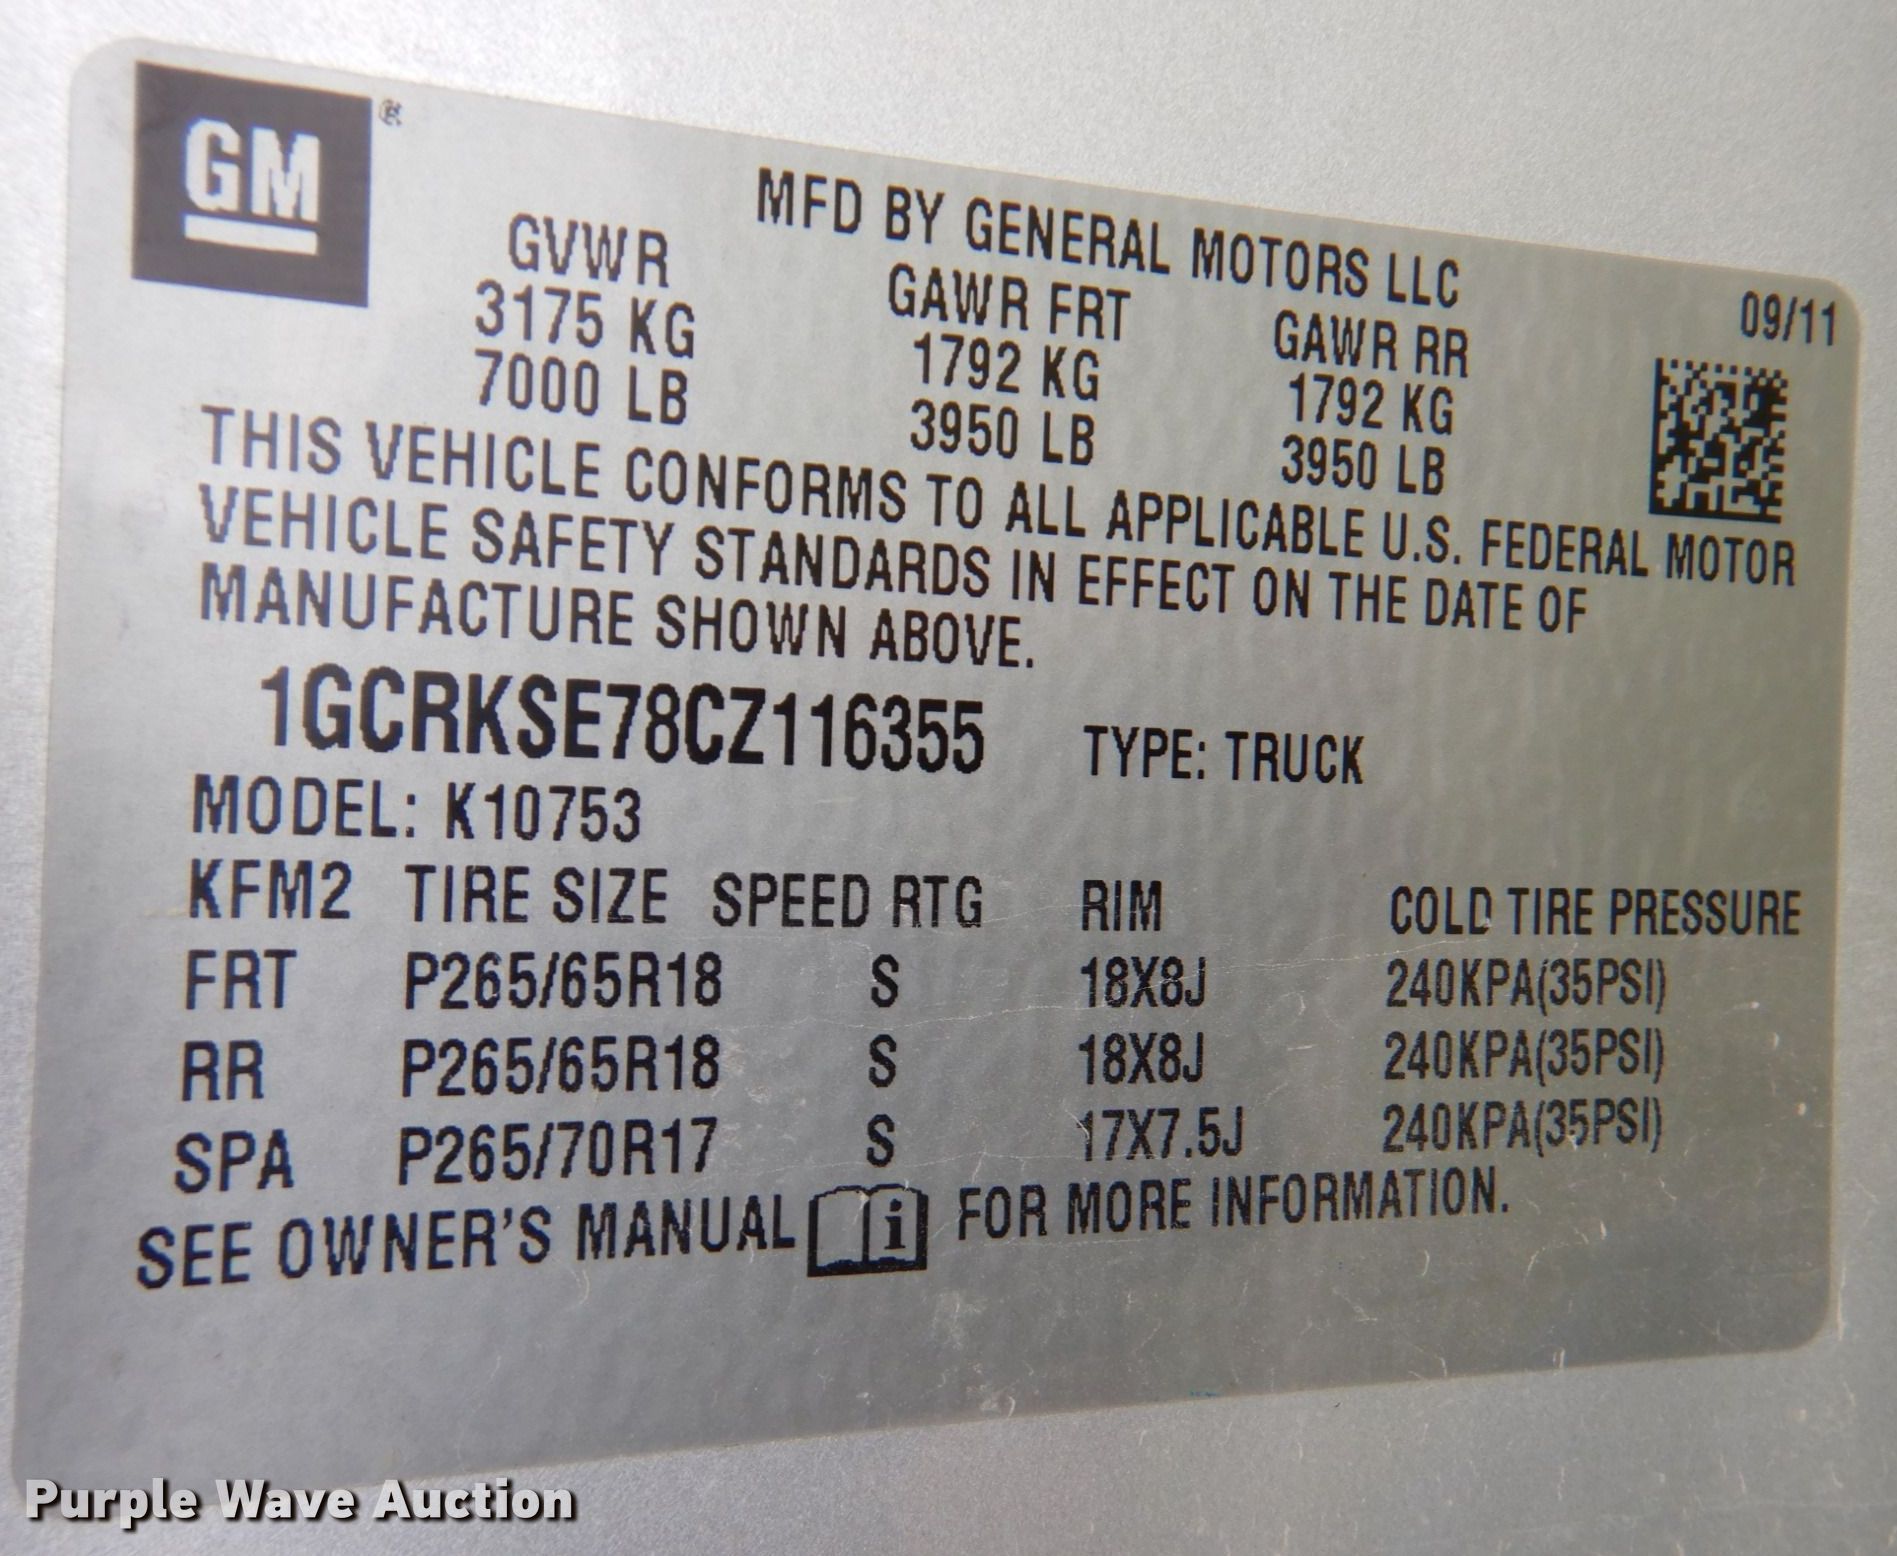 GM ®
MFD BY GENERAL MOTORS LLC
09/11
GVWR GAWR FRT GAWR RR
3175 KG 1792 KG 1792 KG
7000 LB 3950 LB 3950 LB
THIS VEHICLE CONFORMS TO ALL APPLICABLE U.S. FEDERAL MOTOR
VEHICLE SAFETY STANDARDS IN EFFECT ON THE DATE OF
MANUFACTURE SHOWN ABOVE.
1GCRKSE78CZ116355 TYPE: TRUCK
MODEL: K10753
KFM2 TIRE SIZE SPEED RTG RIM COLD TIRE PRESSURE
FRT P265/65R18 S 18X8J 240KPA(35PSI)
RR P265/65R18 S 18X8J 240KPA(35PSI)
SPA P265/70R17 S 17X7.5J 240KPA(35PSI)
SEE OWNER'S MANUAL i FOR MORE INFORMATION.
Purple Wave Auction